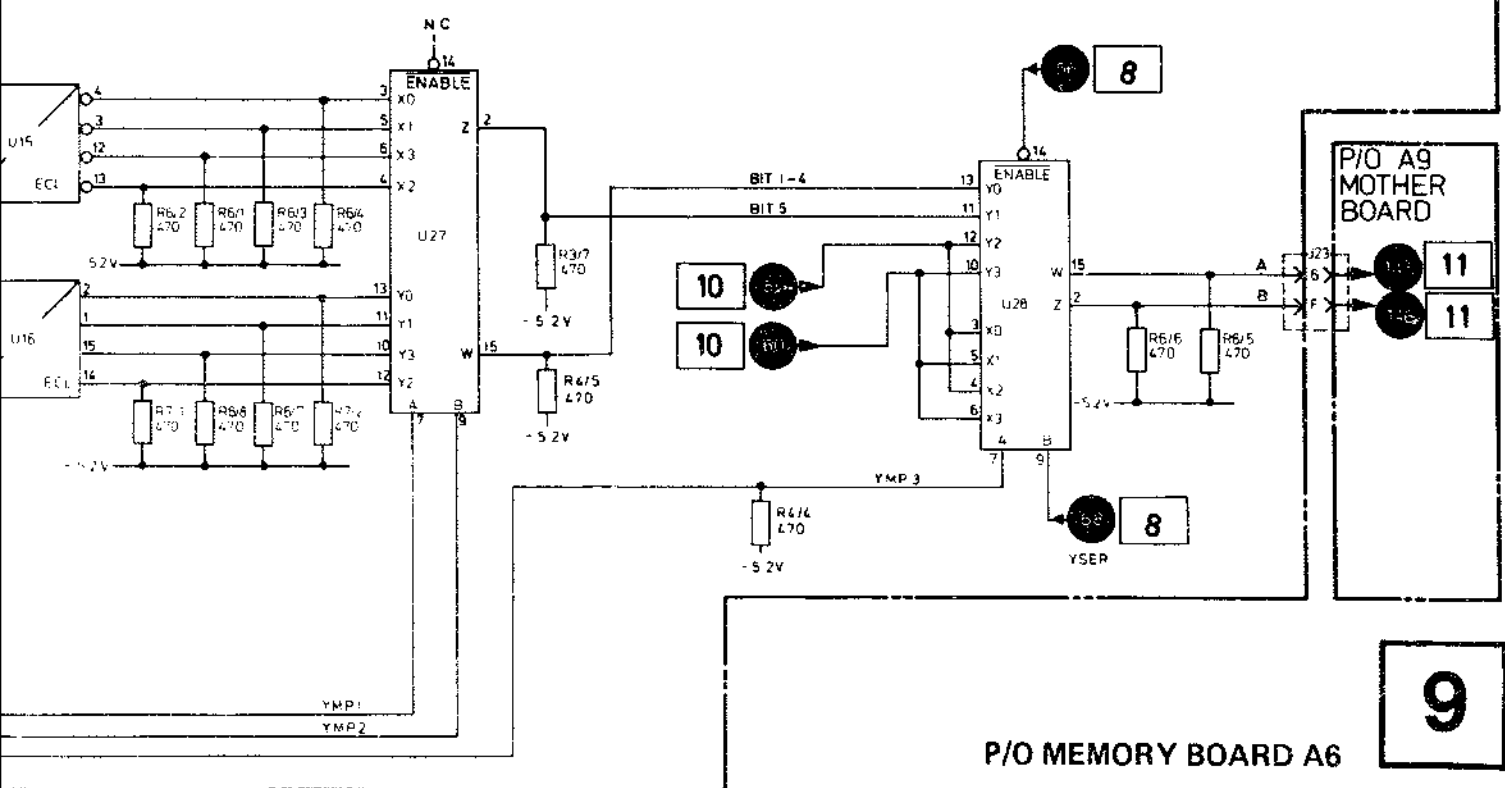 NC
14
ENABLE
U15
ECL
4
3
12
13
3 X0
5 X1
6 X3
4 X2
Z 2
U27
R6/2 470
R6/1 470
R6/3 470
R6/4 470
52V
U16
ECL
2
1
15
14
13 Y0
11 Y1
10 Y3
12 Y2
W 15
A
7
B
9
R6/8 470
470
470
470
-5.2V
R3/7 470
-5.2V
R4/5 470
-5.2V
BIT 1-4
BIT 5
10
10
8
14
ENABLE
13 Y0
11 Y1
12 Y2
10 Y3
U28
3 X0
5 X1
4 X2
6 X3
W 15
Z 2
7
B
9
A
B
R6/6 470
R6/5 470
-5.2V
J23
6
F
P/O A9
MOTHER
BOARD
11
11
YMP 3
R4/4 470
-5.2V
8
YSER
YMP1
YMP2
P/O MEMORY BOARD A6
9